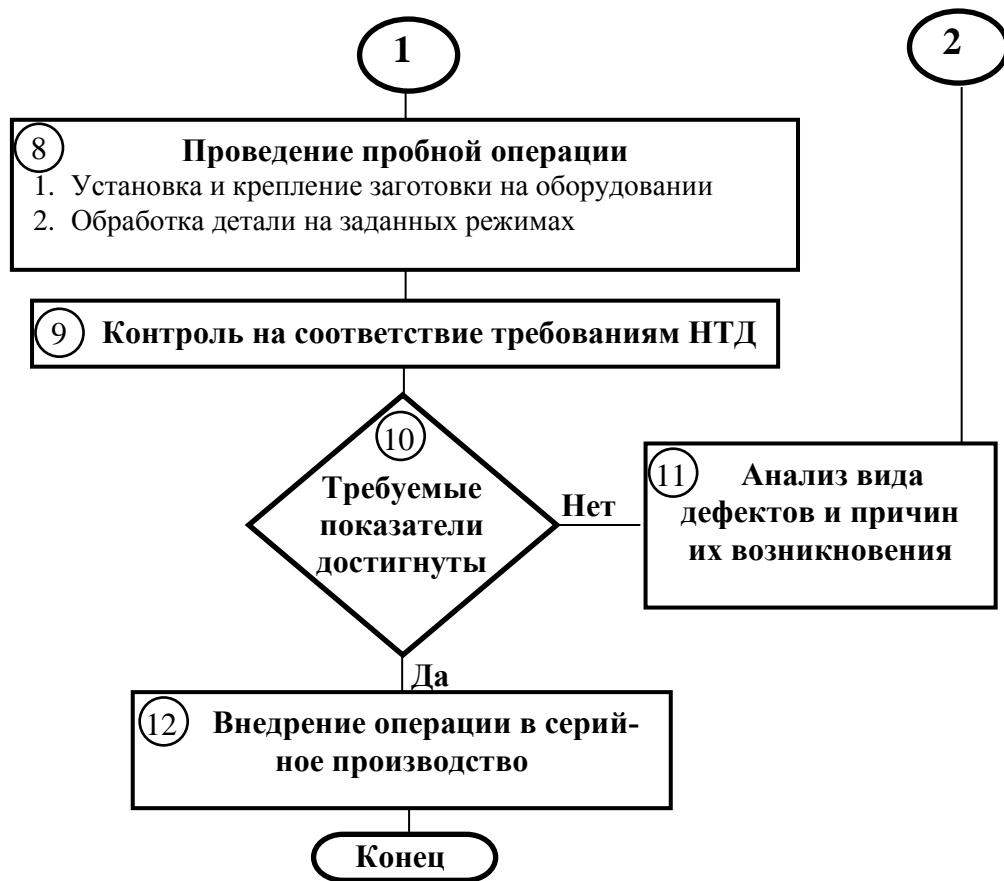 1
2
8
Проведение пробной операции
1. Установка и крепление заготовки на оборудовании
2. Обработка детали на заданных режимах
9
Контроль на соответствие требованиям НТД
10
Требуемые
показатели
достигнуты
Нет
11
Анализ вида
дефектов и причин
их возникновения
Да
12
Внедрение операции в серий-
ное производство
Конец